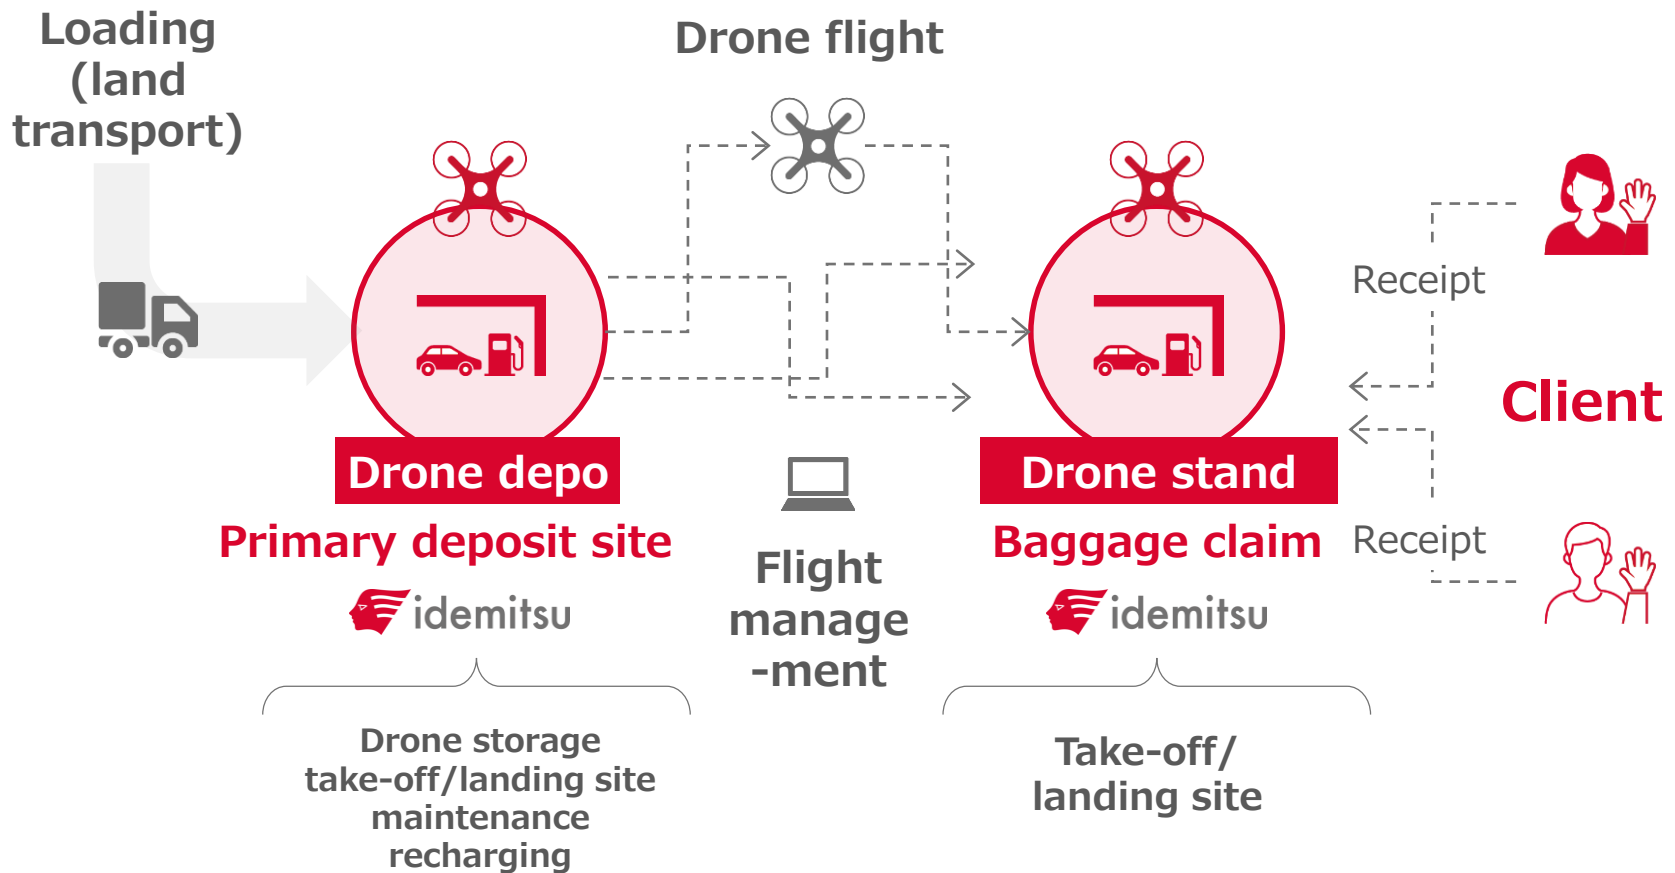 Loading
(land
transport)
Drone flight
Receipt
Client
Drone depo
Drone stand
Primary deposit site
Baggage claim
Receipt
idemitsu
idemitsu
Flight
manage
-ment
Drone storage
take-off/landing site
maintenance
recharging
Take-off/
landing site